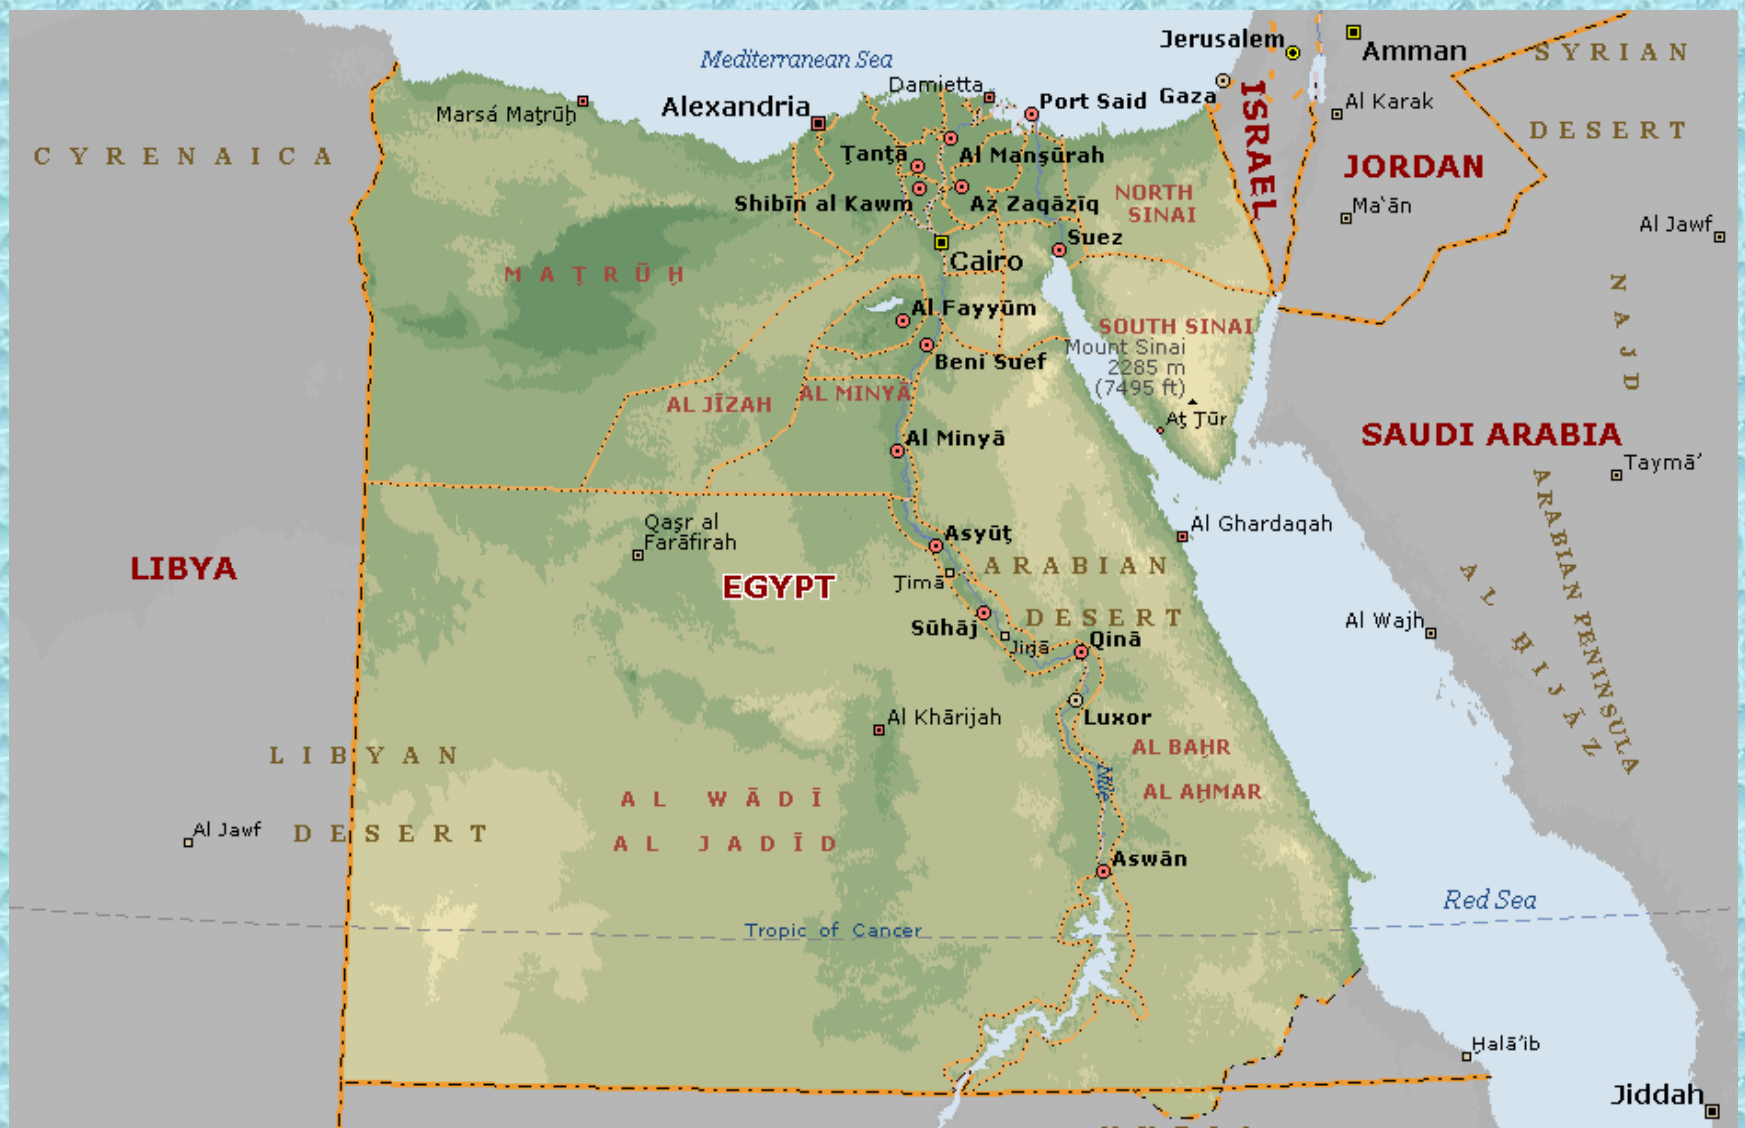 Mediterranean Sea
Jerusalem
Amman
SYRIAN
DESERT
Damietta
Marsá Maţrūḩ
Alexandria
Port Said
Gaza
ISRAEL
Al Karak
CYRENAICA
Ţanţā
Al Manşūrah
JORDAN
Shibīn al Kawm
Az Zaqāzīq
NORTH
SINAI
Ma‘ān
Al Jawf
Suez
Cairo
MAŢRŪḨ
NAJD
Al Fayyūm
SOUTH SINAI
Mount Sinai
2285 m
(7495 ft)
Beni Suef
AL JĪZAH
AL MINYĀ
Aţ Ţūr
Al Minyā
SAUDI ARABIA
Taymā’
ARABIAN PENINSULA
Qaşr al
Farāfirah
Asyūţ
Al Ghardaqah
LIBYA
EGYPT
ARABIAN
DESERT
Ţimā
AL ḨIJĀZ
Sūhāj
Jirjā
Qinā
Al Wajh
Al Khārijah
Luxor
LIBYAN
DESERT
AL BAḨR
AL AḨMAR
Nile
AL WĀDĪ
AL JADĪD
Al Jawf
Aswān
Red Sea
Tropic of Cancer
Ḩalā’ib
Jiddah